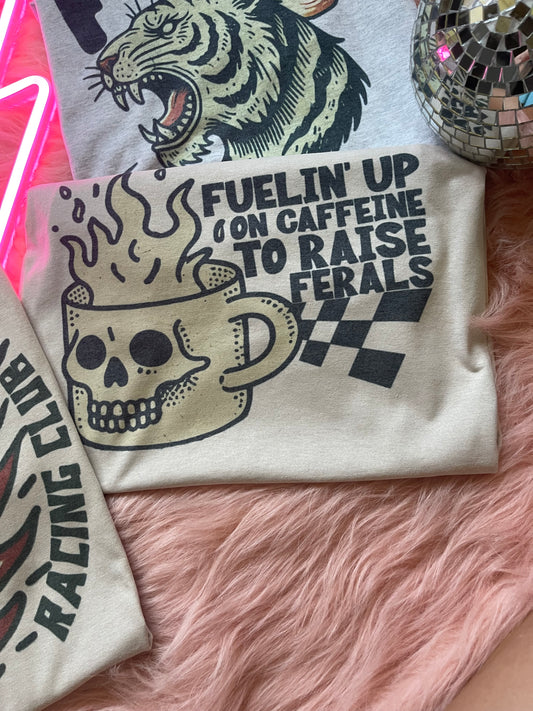 FUELIN' UP
ON CAFFEINE
TO RAISE
FERALS
RACING CLUB